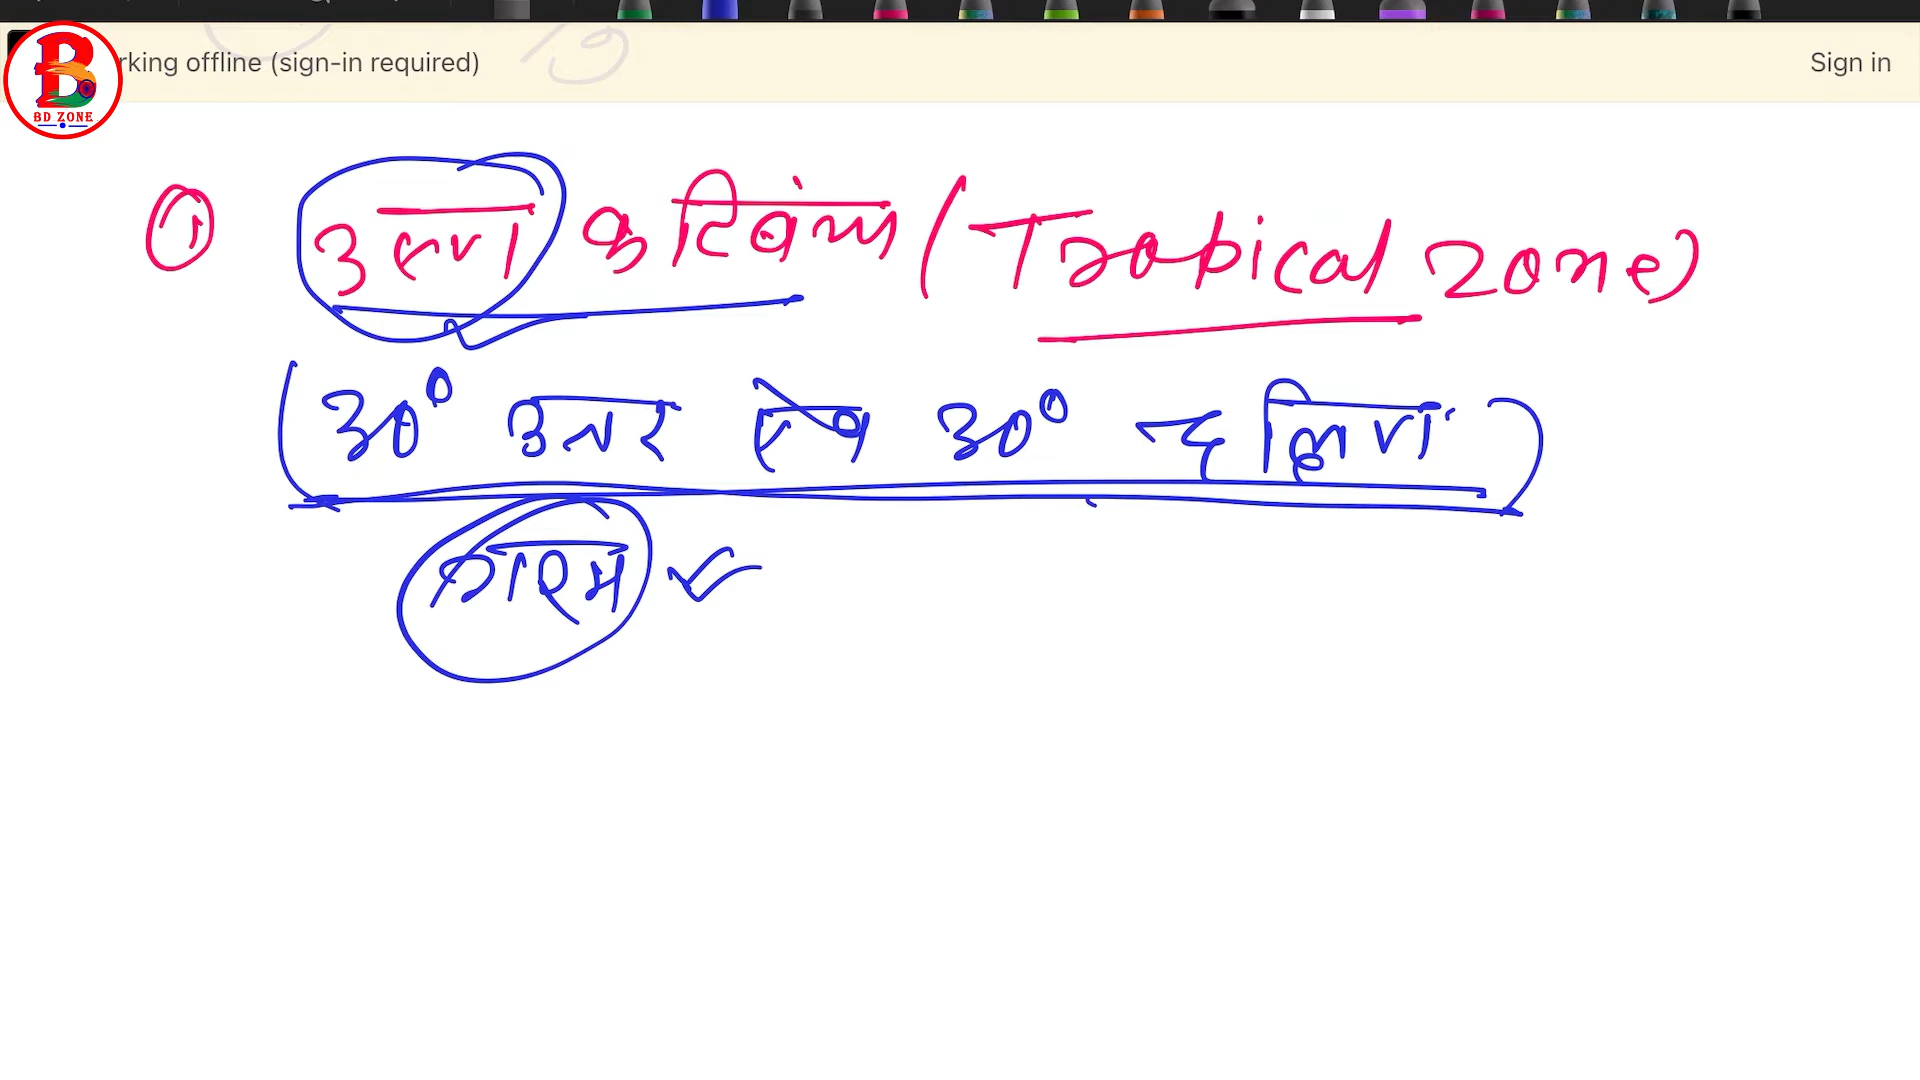 rking offline (sign-in required)
Sign in
B
BD ZONE
① उष्ण कटिबंध (Tropical Zone)
(30° उत्तर से 30° दक्षिण)
गरम